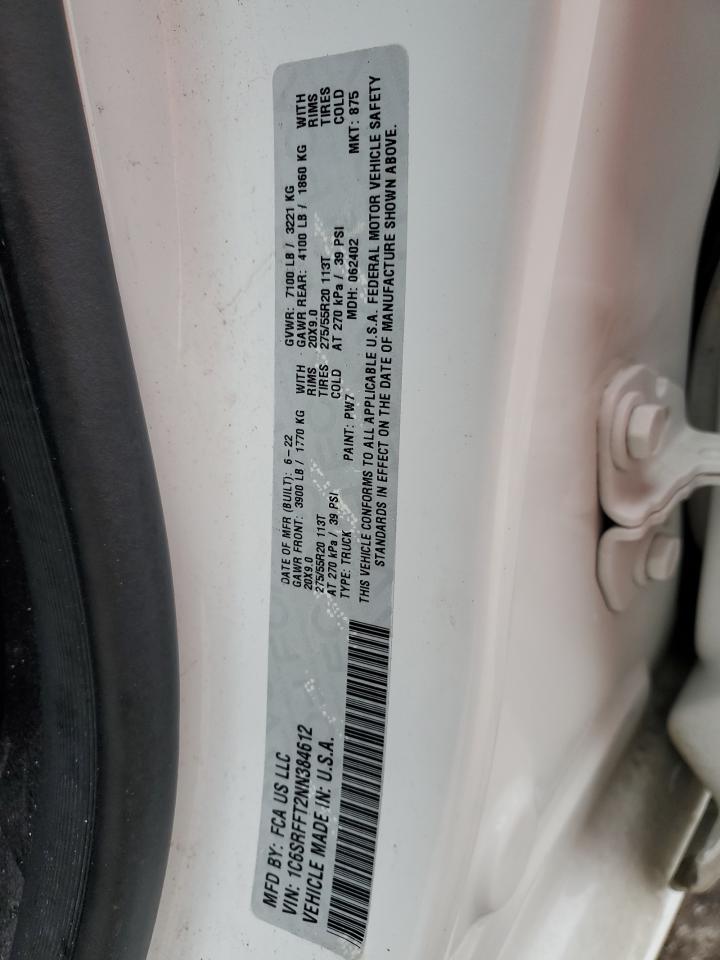 MFD BY: FCA US LLC
VIN: 1C6SRFFT2NN384612
VEHICLE MADE IN: U.S.A.
DATE OF MFR (BUILT): 6-22 GVWR: 7100 LB / 3221 KG
GAWR FRONT: 3900 LB / 1770 KG WITH GAWR REAR: 4100 LB / 1860 KG WITH
20X9.0 RIMS 20X9.0 RIMS
275/55R20 113T TIRES 275/55R20 113T TIRES
AT 270 kPa / 39 PSI COLD AT 270 kPa / 39 PSI COLD
TYPE: TRUCK PAINT: PW7 MDH: 062402 MKT: 875
THIS VEHICLE CONFORMS TO ALL APPLICABLE U.S.A. FEDERAL MOTOR VEHICLE SAFETY
STANDARDS IN EFFECT ON THE DATE OF MANUFACTURE SHOWN ABOVE.